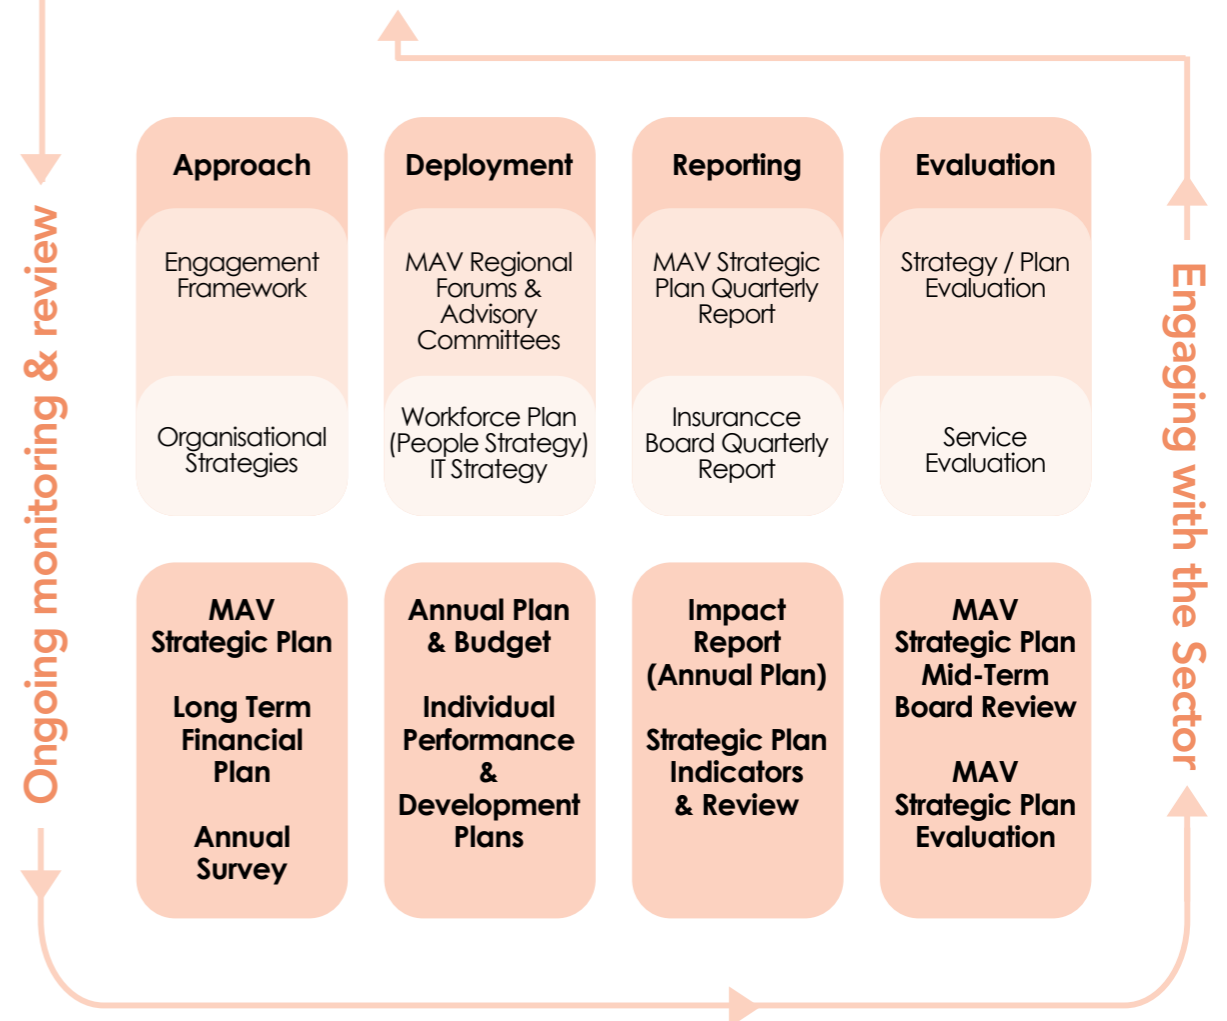 Ongoing monitoring & review
Approach
Engagement
Framework
Organisational
Strategies
Deployment
MAV Regional
Forums &
Advisory
Committees
Workforce Plan
(People Strategy)
IT Strategy
Reporting
MAV Strategic
Plan Quarterly
Report
Insurancce
Board Quarterly
Report
Evaluation
Strategy / Plan
Evaluation
Service
Evaluation
MAV
Strategic Plan
Long Term
Financial
Plan
Annual
Survey
Annual Plan
& Budget
Individual
Performance
&
Development
Plans
Impact
Report
(Annual Plan)
Strategic Plan
Indicators
& Review
MAV
Strategic Plan
Mid-Term
Board Review
MAV
Strategic Plan
Evaluation
Engaging with the Sector